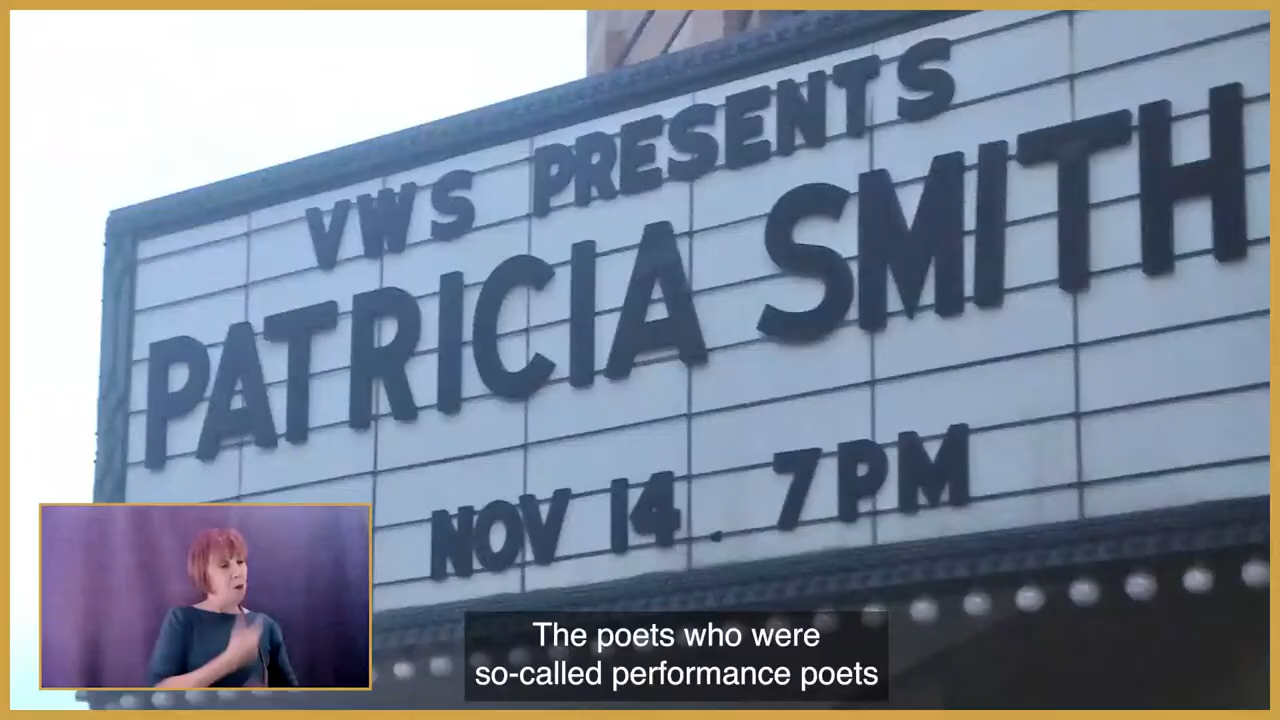 VWS PRESENTS
PATRICIA SMITH
NOV 14. 7PM
The poets who were
so-called performance poets